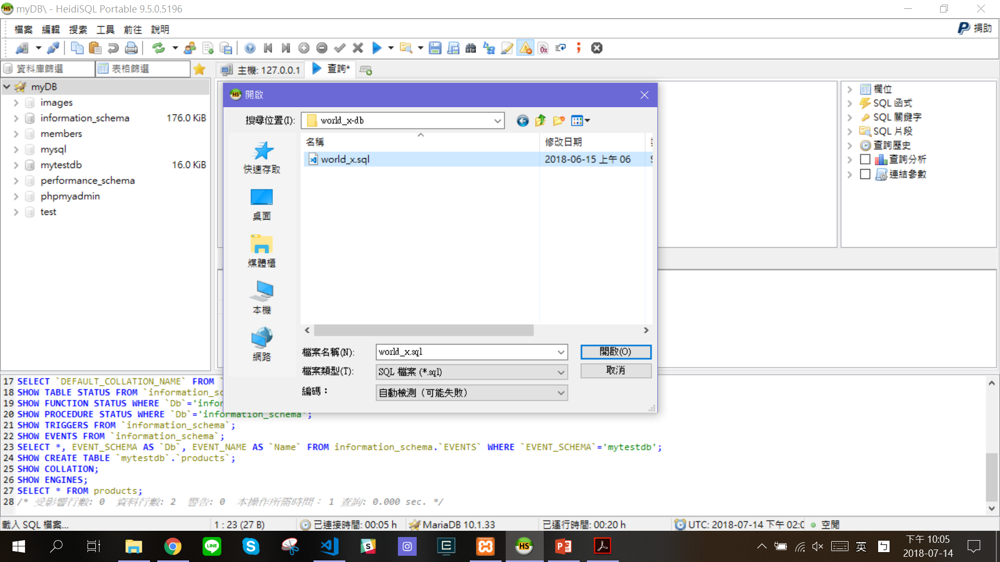 myDB\ - HeidiSQL Portable 9.5.0.5196
檔案 編輯 搜索 工具 前往 說明
捐助
資料庫篩選 表格篩選
主機: 127.0.0.1 查詢*
myDB
images
information_schema 176.0 KiB
members
mysql
mytestdb 16.0 KiB
performance_schema
phpmyadmin
test
開啟
搜尋位置(I): world_x-db
名稱 修改日期
world_x.sql 2018-06-15 上午 06
快速存取
桌面
媒體櫃
本機
網路
檔案名稱(N): world_x.sql 開啟(O)
檔案類型(T): SQL 檔案 (*.sql) 取消
編碼： 自動檢測（可能失敗）
欄位
SQL 函式
SQL 關鍵字
SQL 片段
查詢歷史
查詢分析
連結參數
17 SELECT `DEFAULT_COLLATION_NAME` FROM `
18 SHOW TABLE STATUS FROM `information_sc
19 SHOW FUNCTION STATUS WHERE `Db`='infor
20 SHOW PROCEDURE STATUS WHERE `Db`='information_schema';
21 SHOW TRIGGERS FROM `information_schema`;
22 SHOW EVENTS FROM `information_schema`;
23 SELECT *, EVENT_SCHEMA AS `Db`, EVENT_NAME AS `Name` FROM information_schema.`EVENTS` WHERE `EVENT_SCHEMA`='mytestdb';
24 SHOW CREATE TABLE `mytestdb`.`products`;
25 SHOW COLLATION;
26 SHOW ENGINES;
27 SELECT * FROM products;
28 /* 受影響行數: 0 資料行數: 2 警告: 0 本操作所需時間： 1 查詢: 0.000 sec. */
載入 SQL 檔案... 1 : 23 (27 B) 已連接時間: 00:05 h MariaDB 10.1.33 已運行時間: 00:20 h UTC: 2018-07-14 下午 02:0 空閒
LINE
英
下午 10:05
2018-07-14